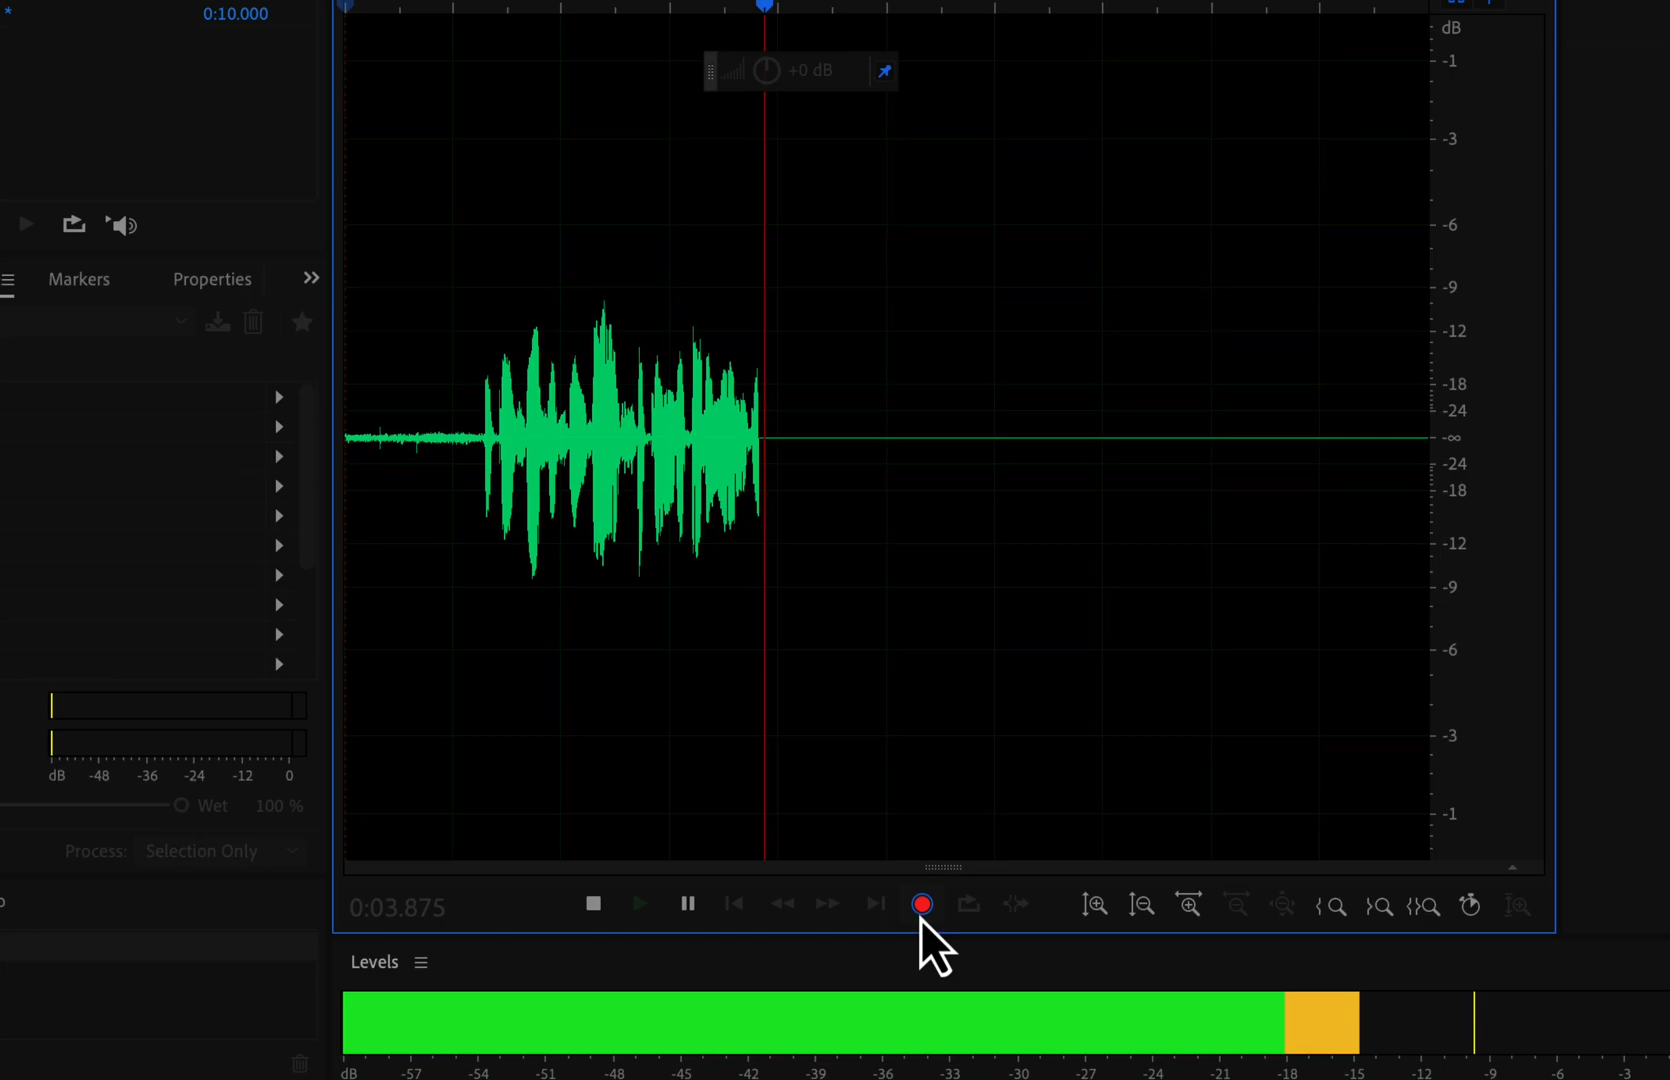 * 0:10.000
dB
-1
+0 dB
-3
-6
Markers Properties
-9
-12
-18
-24
-∞
-24
-18
-12
-9
-6
-3
dB -48 -36 -24 -12 0
Wet 100 %
-1
Process: Selection Only
0:03.875
Levels
dB -57 -54 -51 -48 -45 -42 -39 -36 -33 -30 -27 -24 -21 -18 -15 -12 -9 -6 -3